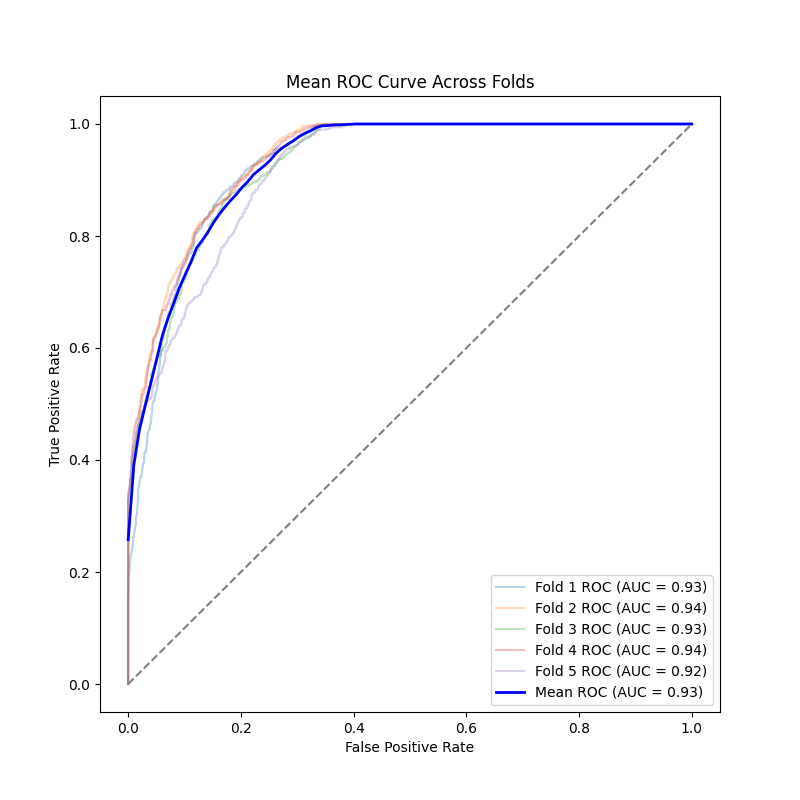 Mean ROC Curve Across Folds
True Positive Rate
1.0
0.8
0.6
0.4
0.2
0.0
0.0 0.2 0.4 0.6 0.8 1.0
False Positive Rate
Fold 1 ROC (AUC = 0.93)
Fold 2 ROC (AUC = 0.94)
Fold 3 ROC (AUC = 0.93)
Fold 4 ROC (AUC = 0.94)
Fold 5 ROC (AUC = 0.92)
Mean ROC (AUC = 0.93)